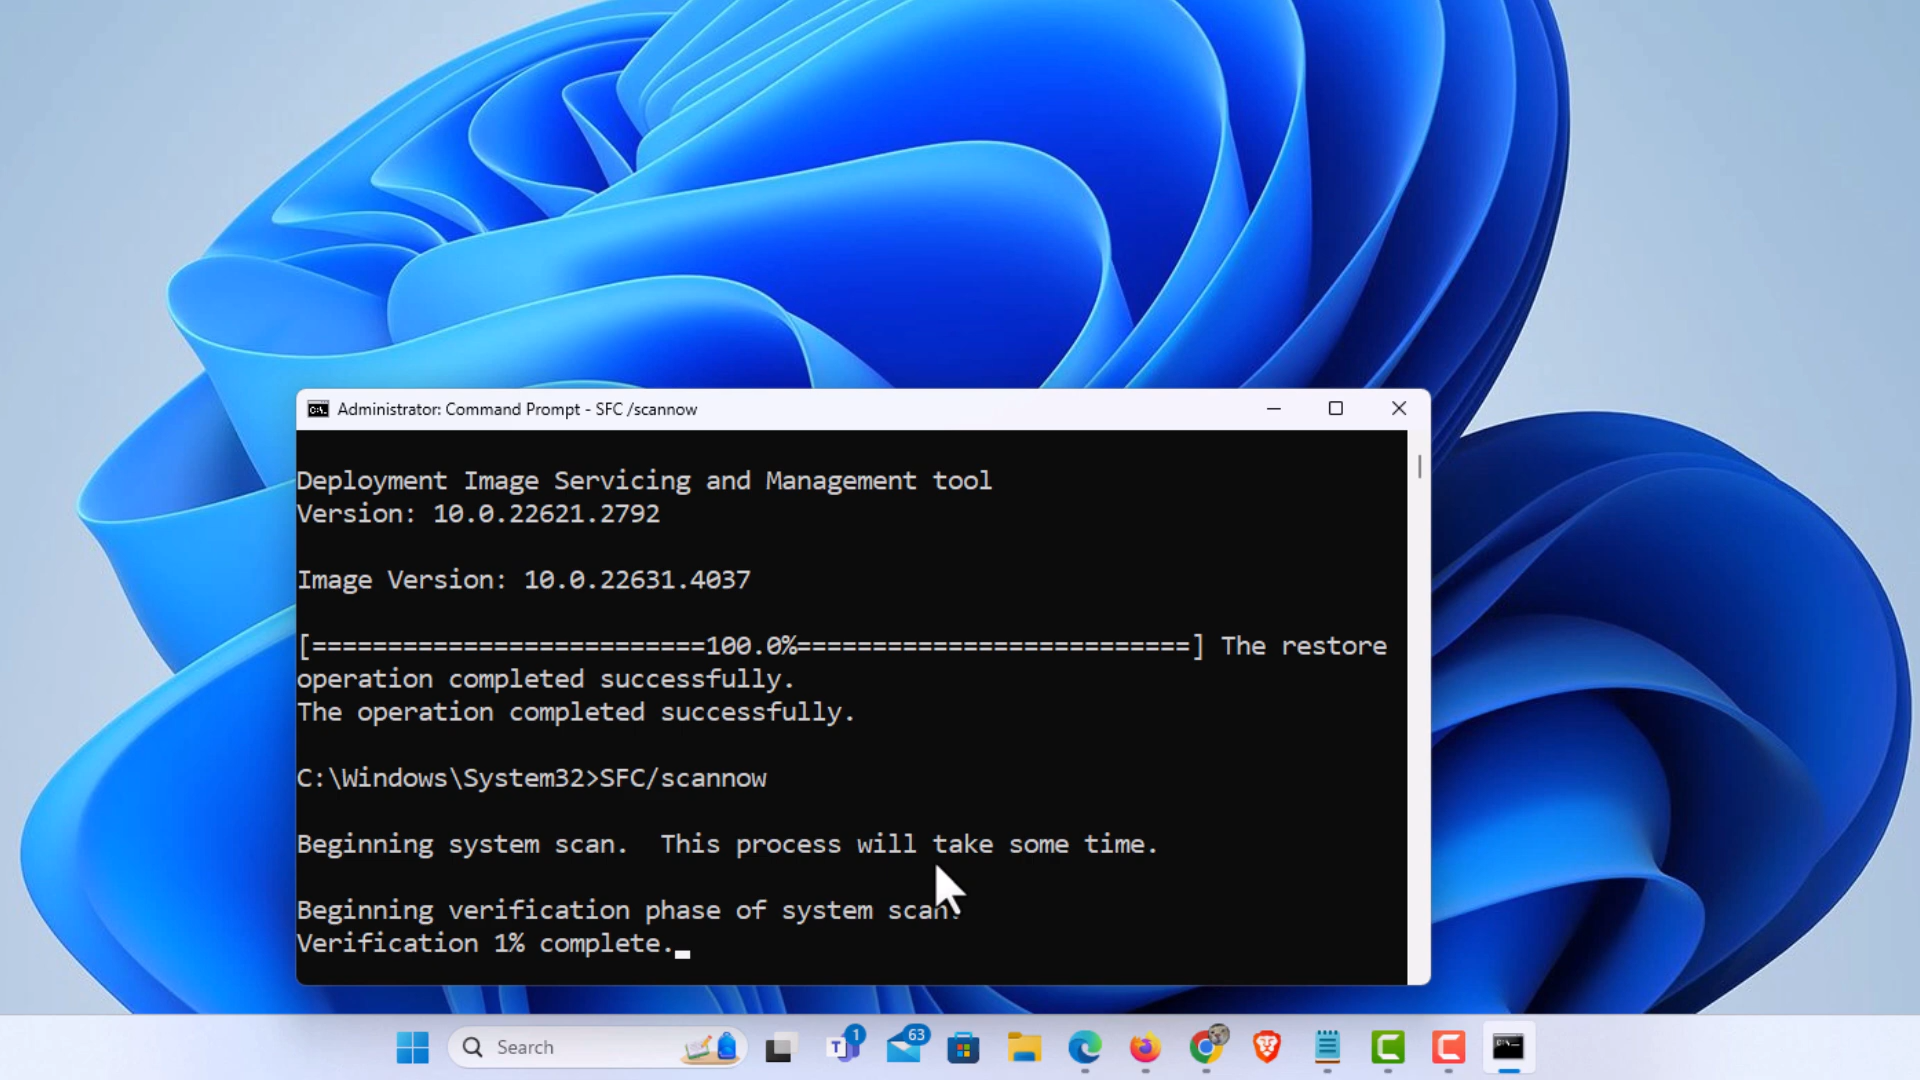 Administrator: Command Prompt - SFC /scannow
Deployment Image Servicing and Management tool
Version: 10.0.22621.2792
Image Version: 10.0.22631.4037
[==========================100.0%==========================] The restore
operation completed successfully.
The operation completed successfully.
C:\Windows\System32>SFC/scannow
Beginning system scan.  This process will take some time.
Beginning verification phase of system scan.
Verification 1% complete.
Search
1
63